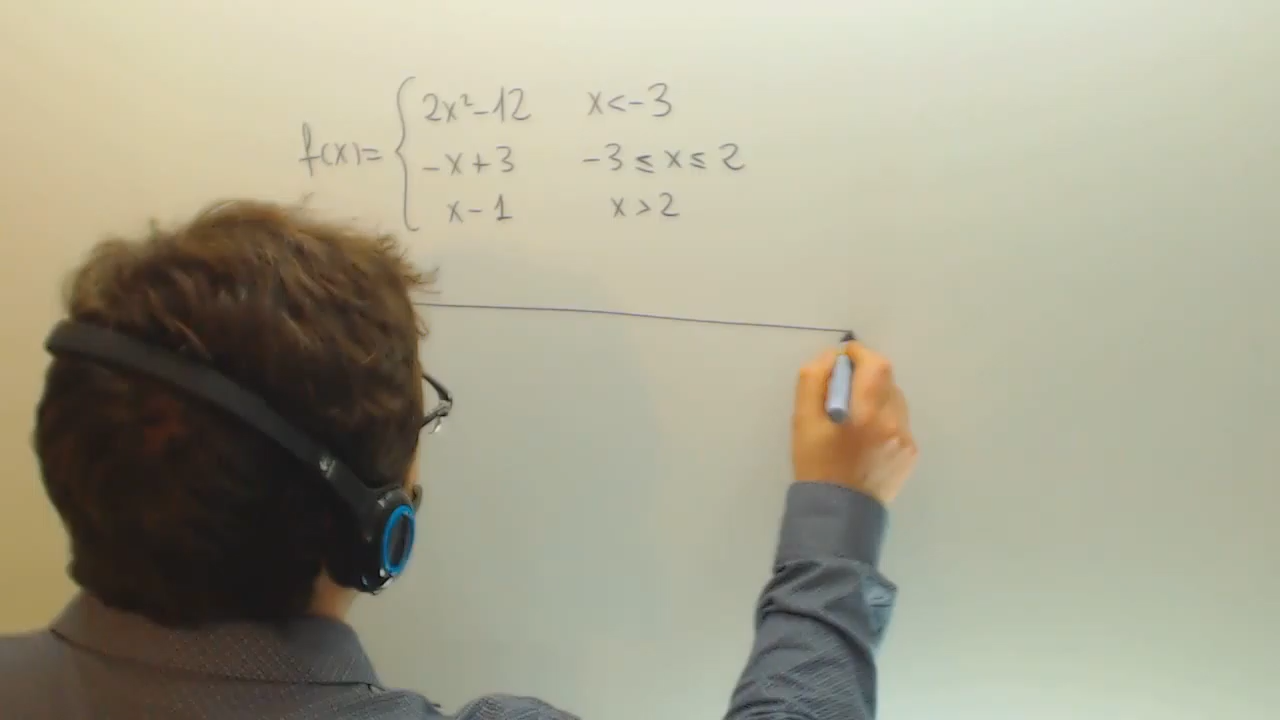 f(x)= { 2x²-12 x<-3
-x+3 -3≤x≤2
x-1 x>2